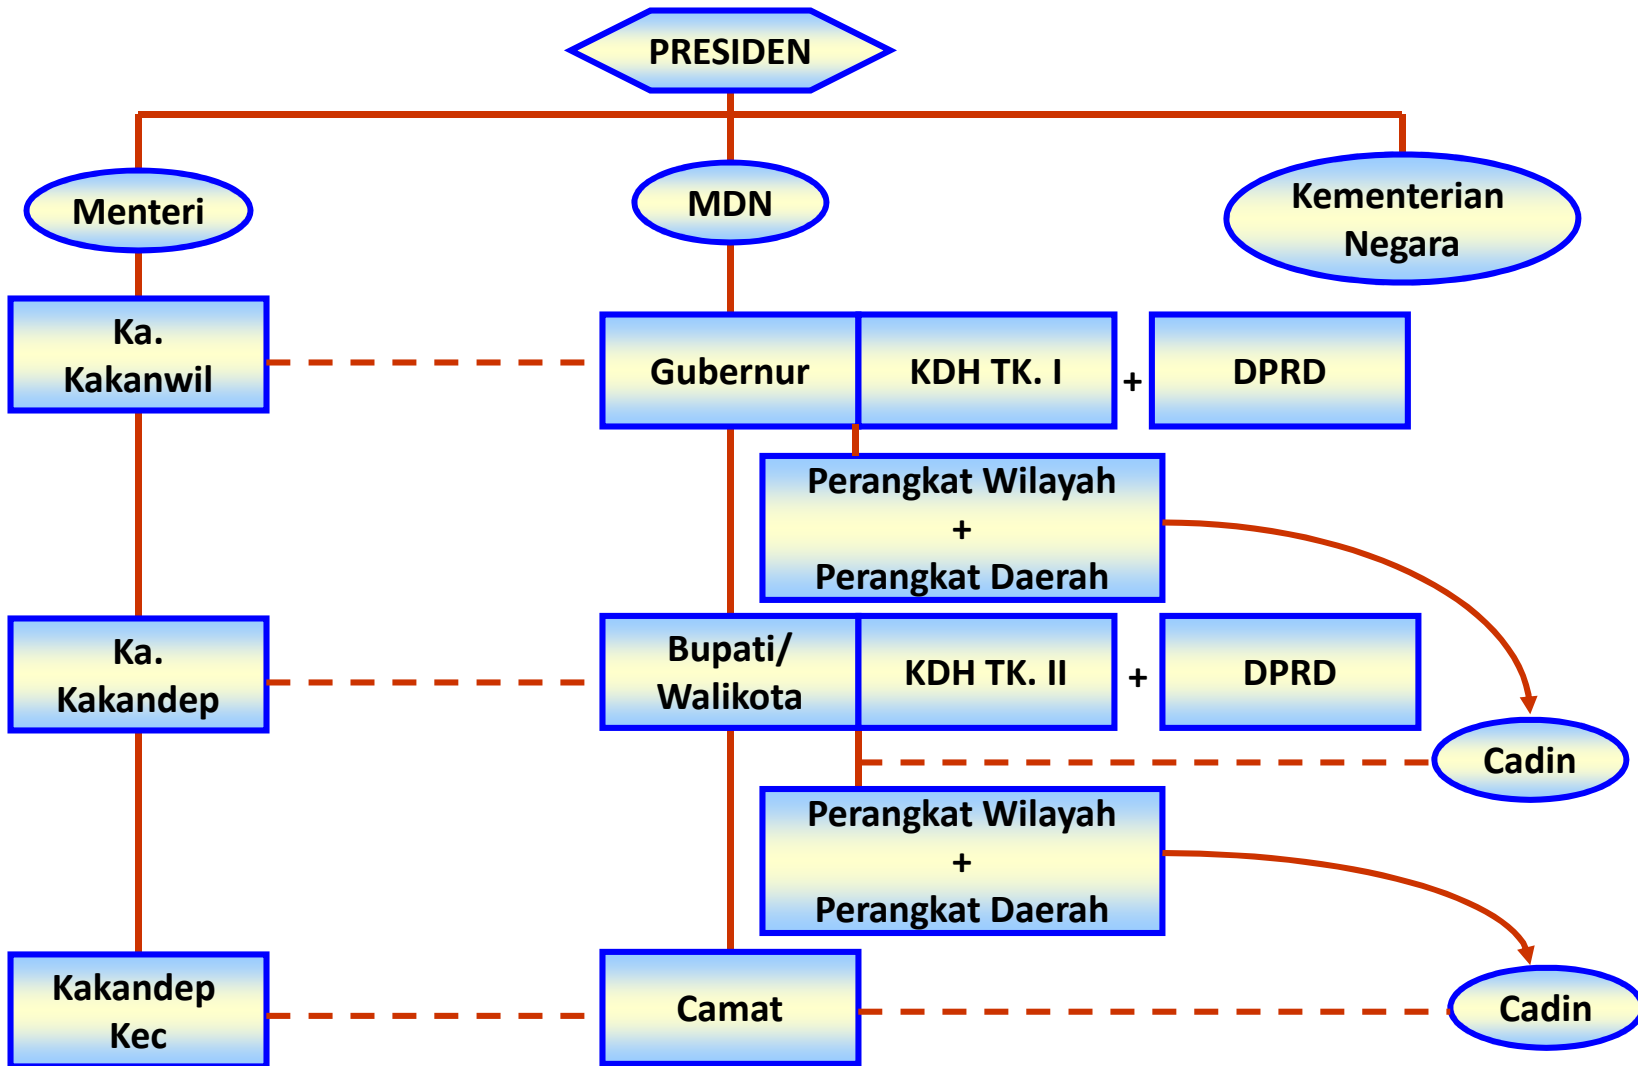 PRESIDEN
Menteri
MDN
Kementerian
Negara
Ka.
Kakanwil
Gubernur
KDH TK. I
+
DPRD
Perangkat Wilayah
+
Perangkat Daerah
Ka.
Kakandep
Bupati/
Walikota
KDH TK. II
+
DPRD
Cadin
Perangkat Wilayah
+
Perangkat Daerah
Kakandep
Kec
Camat
Cadin